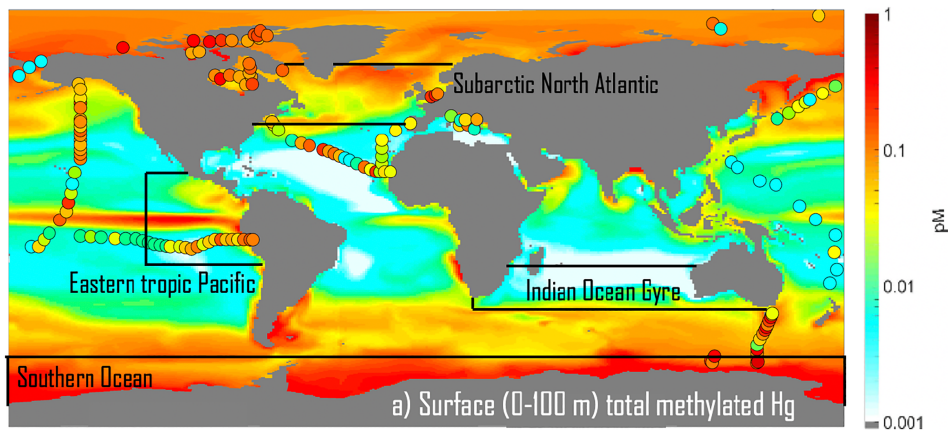 Subarctic North Atlantic
Eastern tropic Pacific
Indian Ocean Gyre
Southern Ocean
a) Surface (0-100 m) total methylated Hg
1
0.1
0.01
0.001
pM